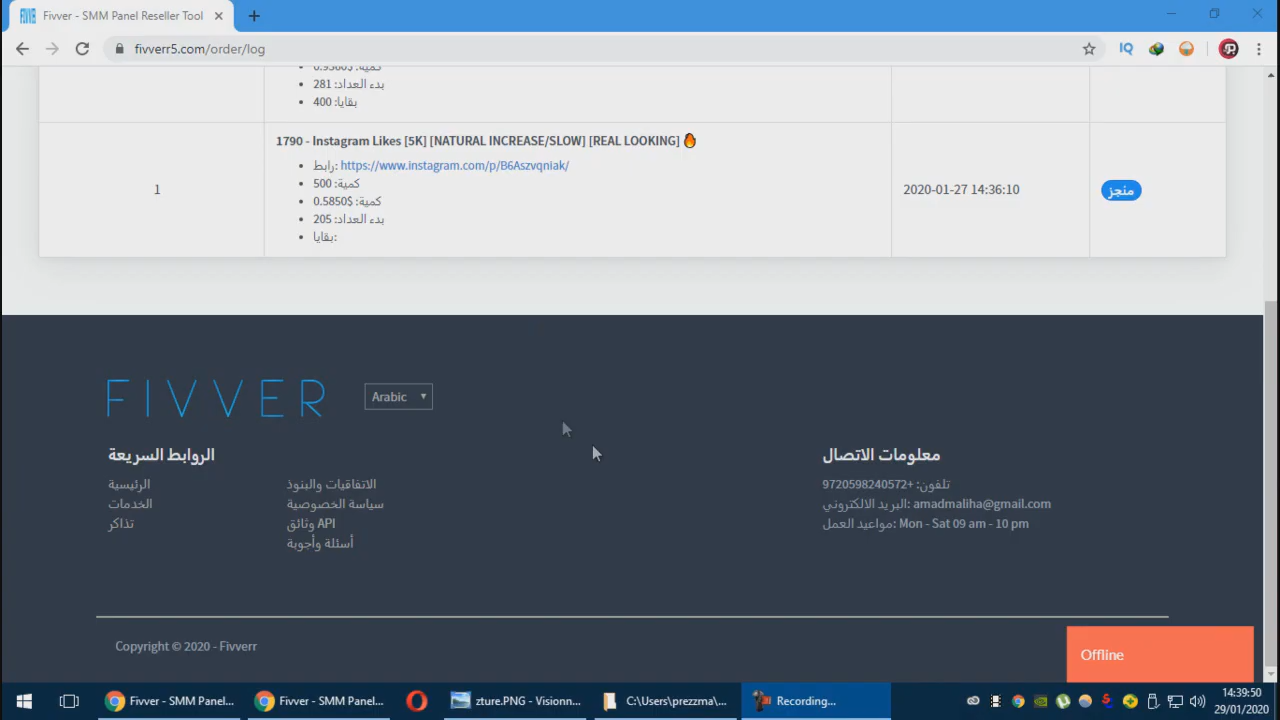 Fivver - SMM Panel Reseller Tool
fivverr5.com/order/log
كمية: $0.9360
بدء العداد: 281
بقايا: 400
1790 - Instagram Likes [5K] [NATURAL INCREASE/SLOW] [REAL LOOKING]
رابط: https://www.instagram.com/p/B6Aszvqniak/
كمية: 500
1
2020-01-27 14:36:10
منجز
كمية: $0.5850
بدء العداد: 205
بقايا:
FIVVER
Arabic
الروابط السريعة
معلومات الاتصال
الرئيسية
الاتفاقيات والبنوذ
تلفون: +9720598240572
الخدمات
سياسة الخصوصية
البريد الالكتروني: amadmaliha@gmail.com
تذاكر
API وثائق
مواعيد العمل: Mon - Sat 09 am - 10 pm
أسئلة وأجوبة
Copyright © 2020 - Fivverr
Offline
Fivver - SMM Panel...
Fivver - SMM Panel...
zture.PNG - Visionn...
C:\Users\prezzma\...
Recording...
14:39:50
29/01/2020